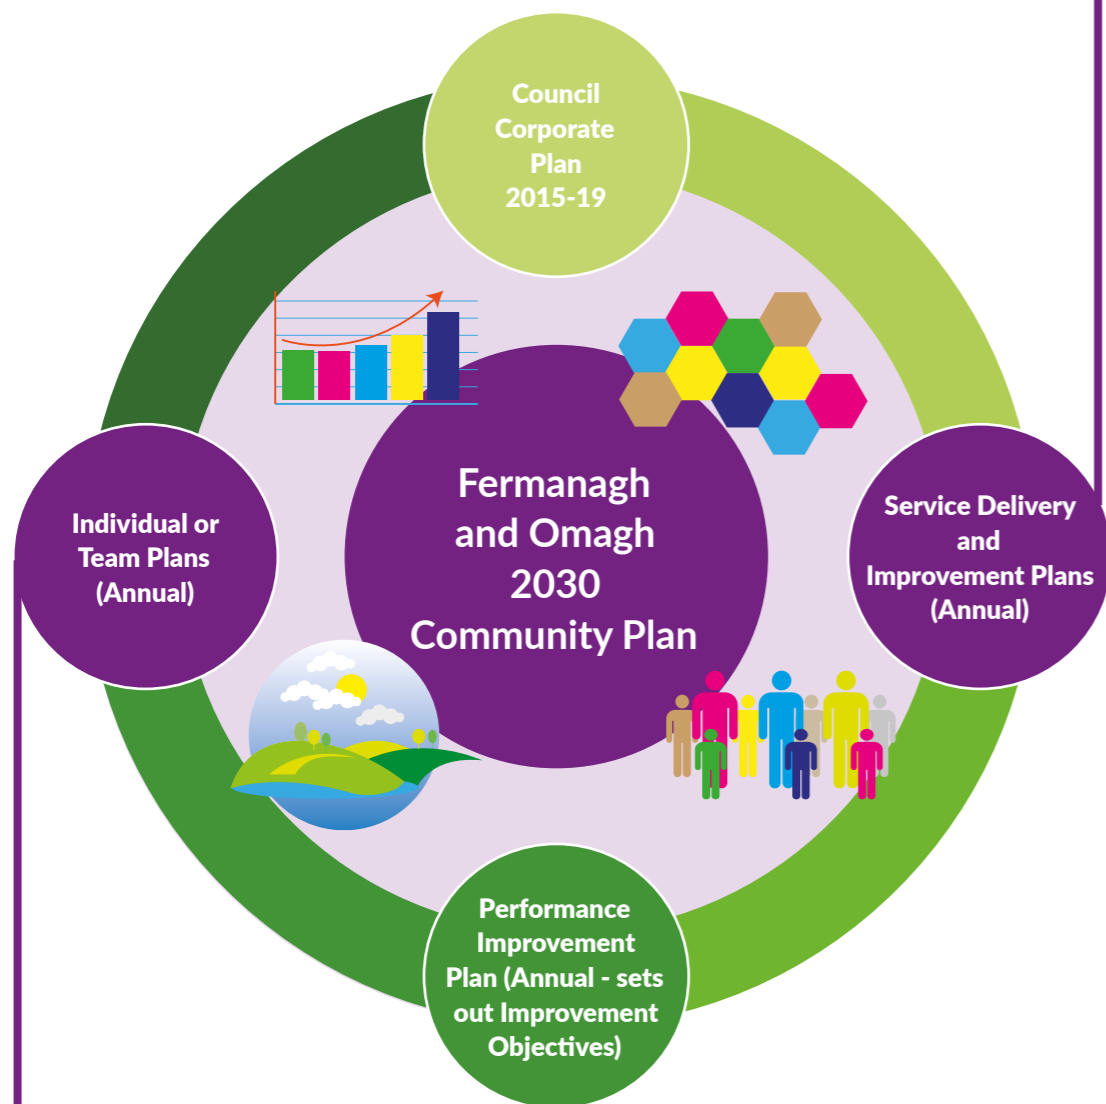 Council
Corporate
Plan
2015-19
Fermanagh
and Omagh
2030
Community Plan
Individual or
Team Plans
(Annual)
Service Delivery
and
Improvement Plans
(Annual)
Performance
Improvement
Plan (Annual - sets
out Improvement
Objectives)